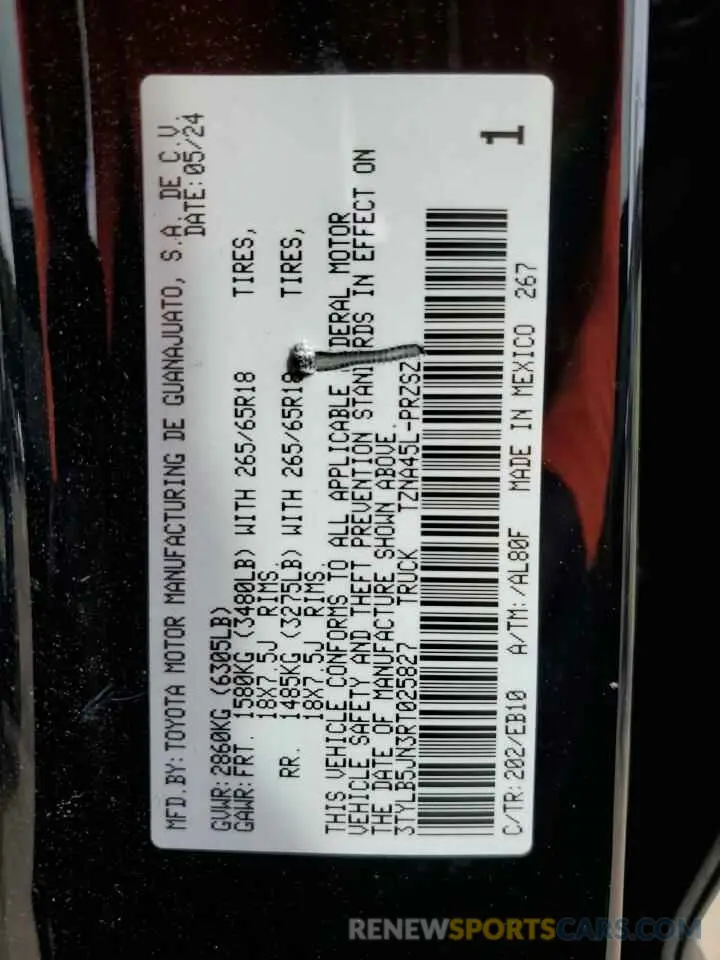 MFD.BY:TOYOTA MOTOR MANUFACTURING DE GUANAJUATO, S.A. DE C.V.
DATE:05/24
GVWR:2860KG (6305LB)
GAWR:FRT. 1580KG (3480LB) WITH 265/65R18 TIRES,
18X7.5J RIMS.
RR. 1485KG (3275LB) WITH 265/65R18 TIRES,
18X7.5J RIMS
THIS VEHICLE CONFORMS TO ALL APPLICABLE DERAL MOTOR
VEHICLE SAFETY AND THEFT PREVENTION STAN RDS IN EFFECT ON
THE DATE OF MANUFACTURE SHOWN ABOVE.
3TYLB5JN3RT025827 TRUCK TZNA45L-PRZSZ
C/TR:202/EB10 A/TM:/AL80F MADE IN MEXICO 267
1
RENEWSPORTSCARS.COM